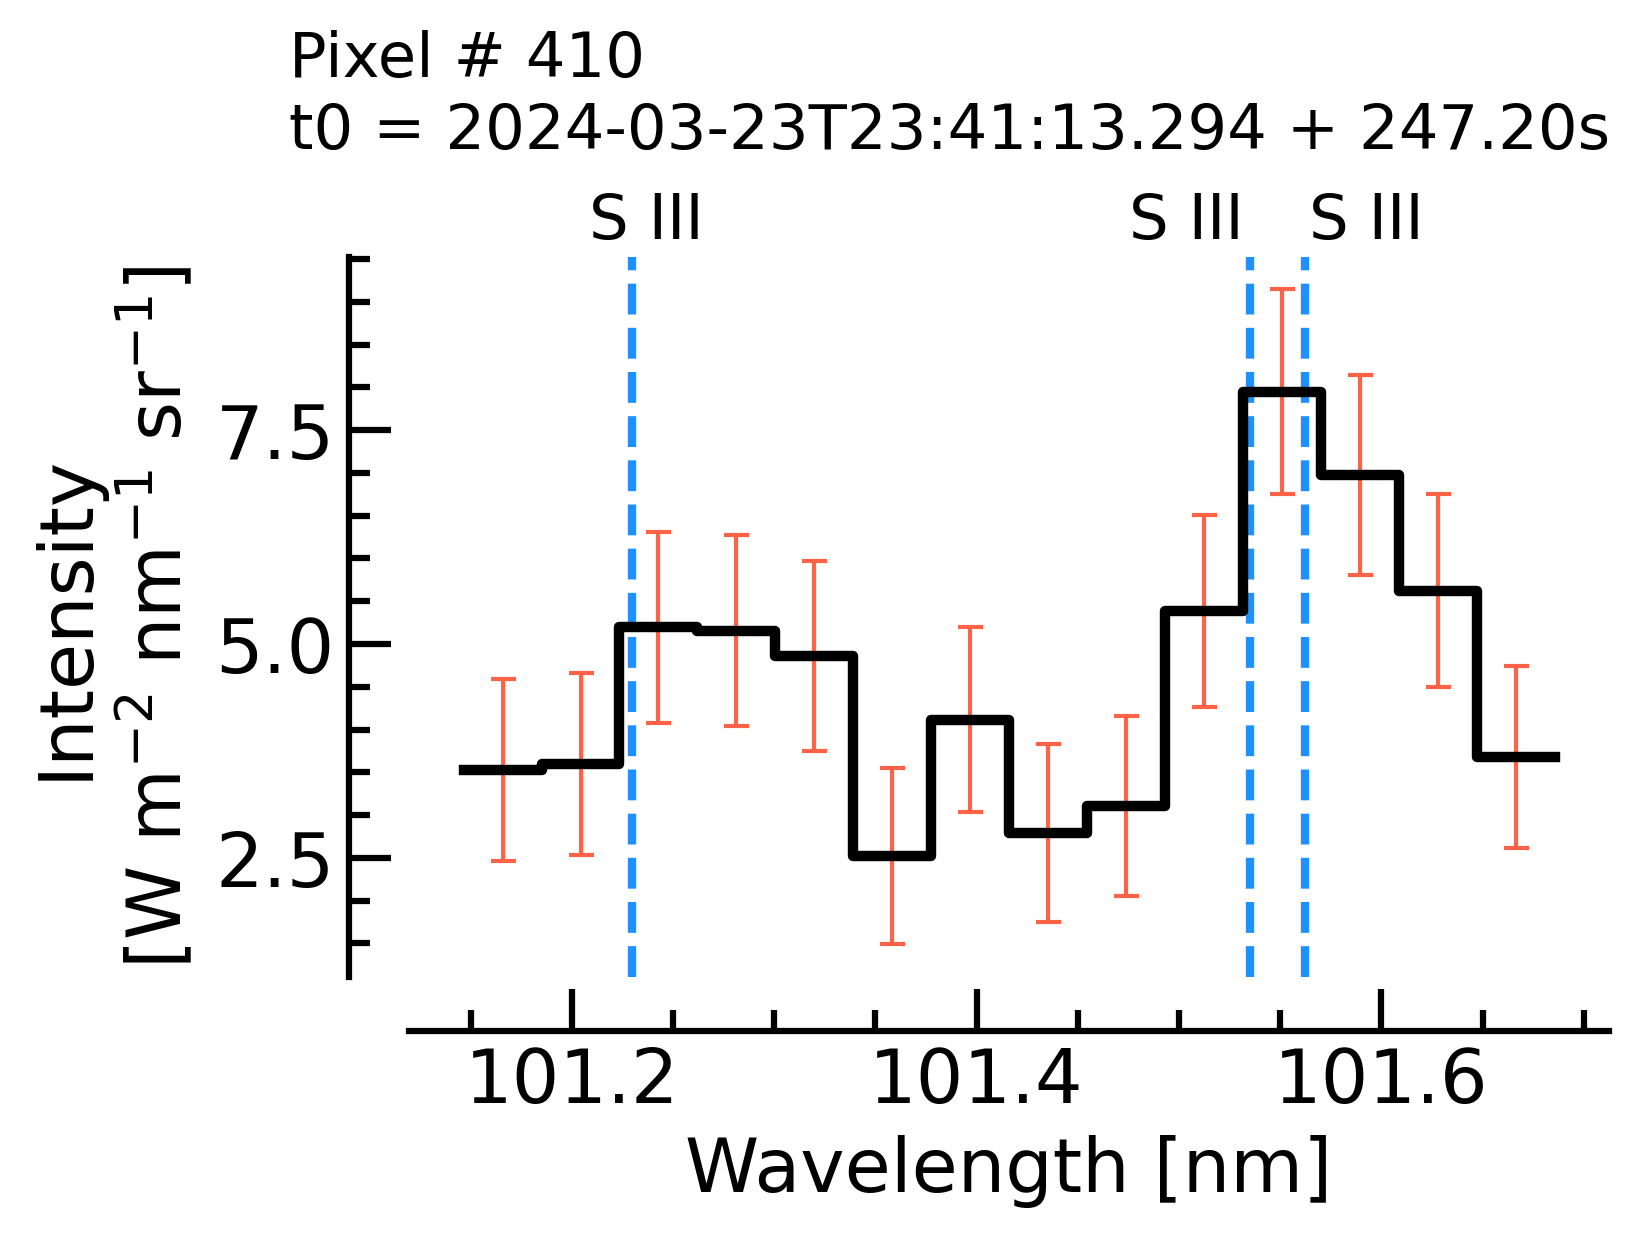 Pixel # 410
t0 = 2024-03-23T23:41:13.294 + 247.20s
S III S III S III
Intensity
[W m⁻² nm⁻¹ sr⁻¹]
7.5
5.0
2.5
101.2 101.4 101.6
Wavelength [nm]